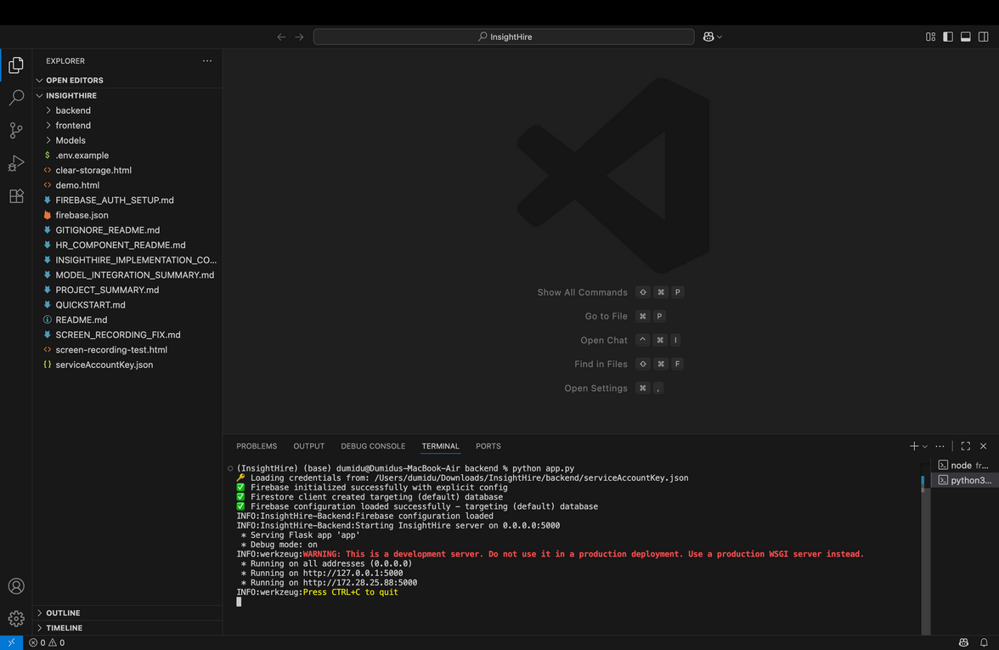 InsightHire
EXPLORER
OPEN EDITORS
INSIGHTHIRE
backend
frontend
Models
$ .env.example
<> clear-storage.html
<> demo.html
FIREBASE_AUTH_SETUP.md
firebase.json
GITIGNORE_README.md
HR_COMPONENT_README.md
INSIGHTHIRE_IMPLEMENTATION_CO...
MODEL_INTEGRATION_SUMMARY.md
PROJECT_SUMMARY.md
QUICKSTART.md
README.md
SCREEN_RECORDING_FIX.md
<> screen-recording-test.html
{} serviceAccountKey.json
OUTLINE
TIMELINE
Show All Commands ⇧ ⌘ P
Go to File ⌘ P
Open Chat ^ ⌘ I
Find in Files ⇧ ⌘ F
Open Settings ⌘ ,
PROBLEMS OUTPUT DEBUG CONSOLE TERMINAL PORTS
(InsightHire) (base) dumidu@Dumidus-MacBook-Air backend % python app.py
🔑 Loading credentials from: /Users/dumidu/Downloads/InsightHire/backend/serviceAccountKey.json
✅ Firebase initialized successfully with explicit config
✅ Firestore client created targeting (default) database
✅ Firebase configuration loaded successfully - targeting (default) database
INFO:InsightHire-Backend:Firebase configuration loaded
INFO:InsightHire-Backend:Starting InsightHire server on 0.0.0.0:5000
* Serving Flask app 'app'
* Debug mode: on
INFO:werkzeug:WARNING: This is a development server. Do not use it in a production deployment. Use a production WSGI server instead.
* Running on all addresses (0.0.0.0)
* Running on http://127.0.0.1:5000
* Running on http://172.28.25.88:5000
INFO:werkzeug:Press CTRL+C to quit
node fr...
python3...
0 0